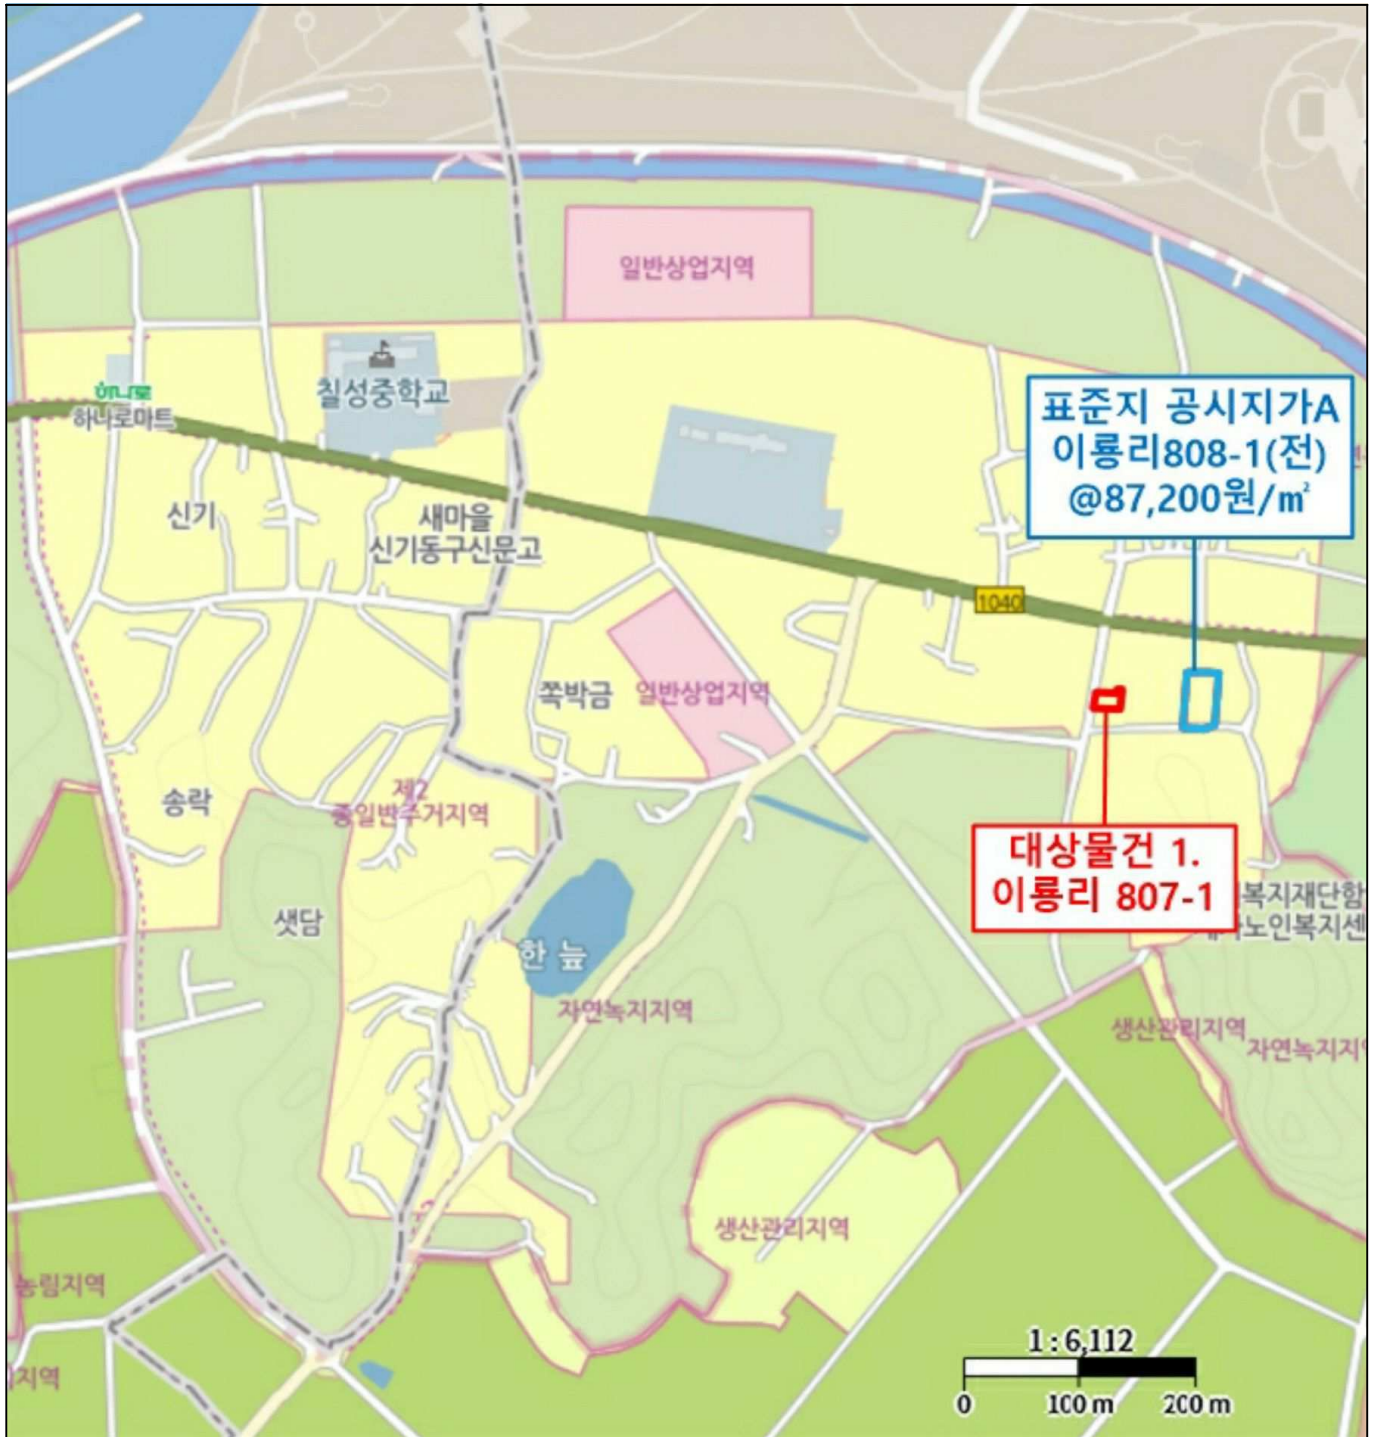 일반상업지역
칠성중학교
하나로
하나로마트
표준지 공시지가A
이룡리808-1(전)
@87,200원/㎡
신기
새마을
신기동구신문고
1040
쪽박금
일반상업지역
제2
종일반주거지역
송락
대상물건 1.
이룡리 807-1
복지재단함
노인복지센
샛담
한 늪
자연녹지지역
생산관리지역
자연녹지지
생산관리지역
농림지역
지역
1 : 6,112
0 100 m 200 m